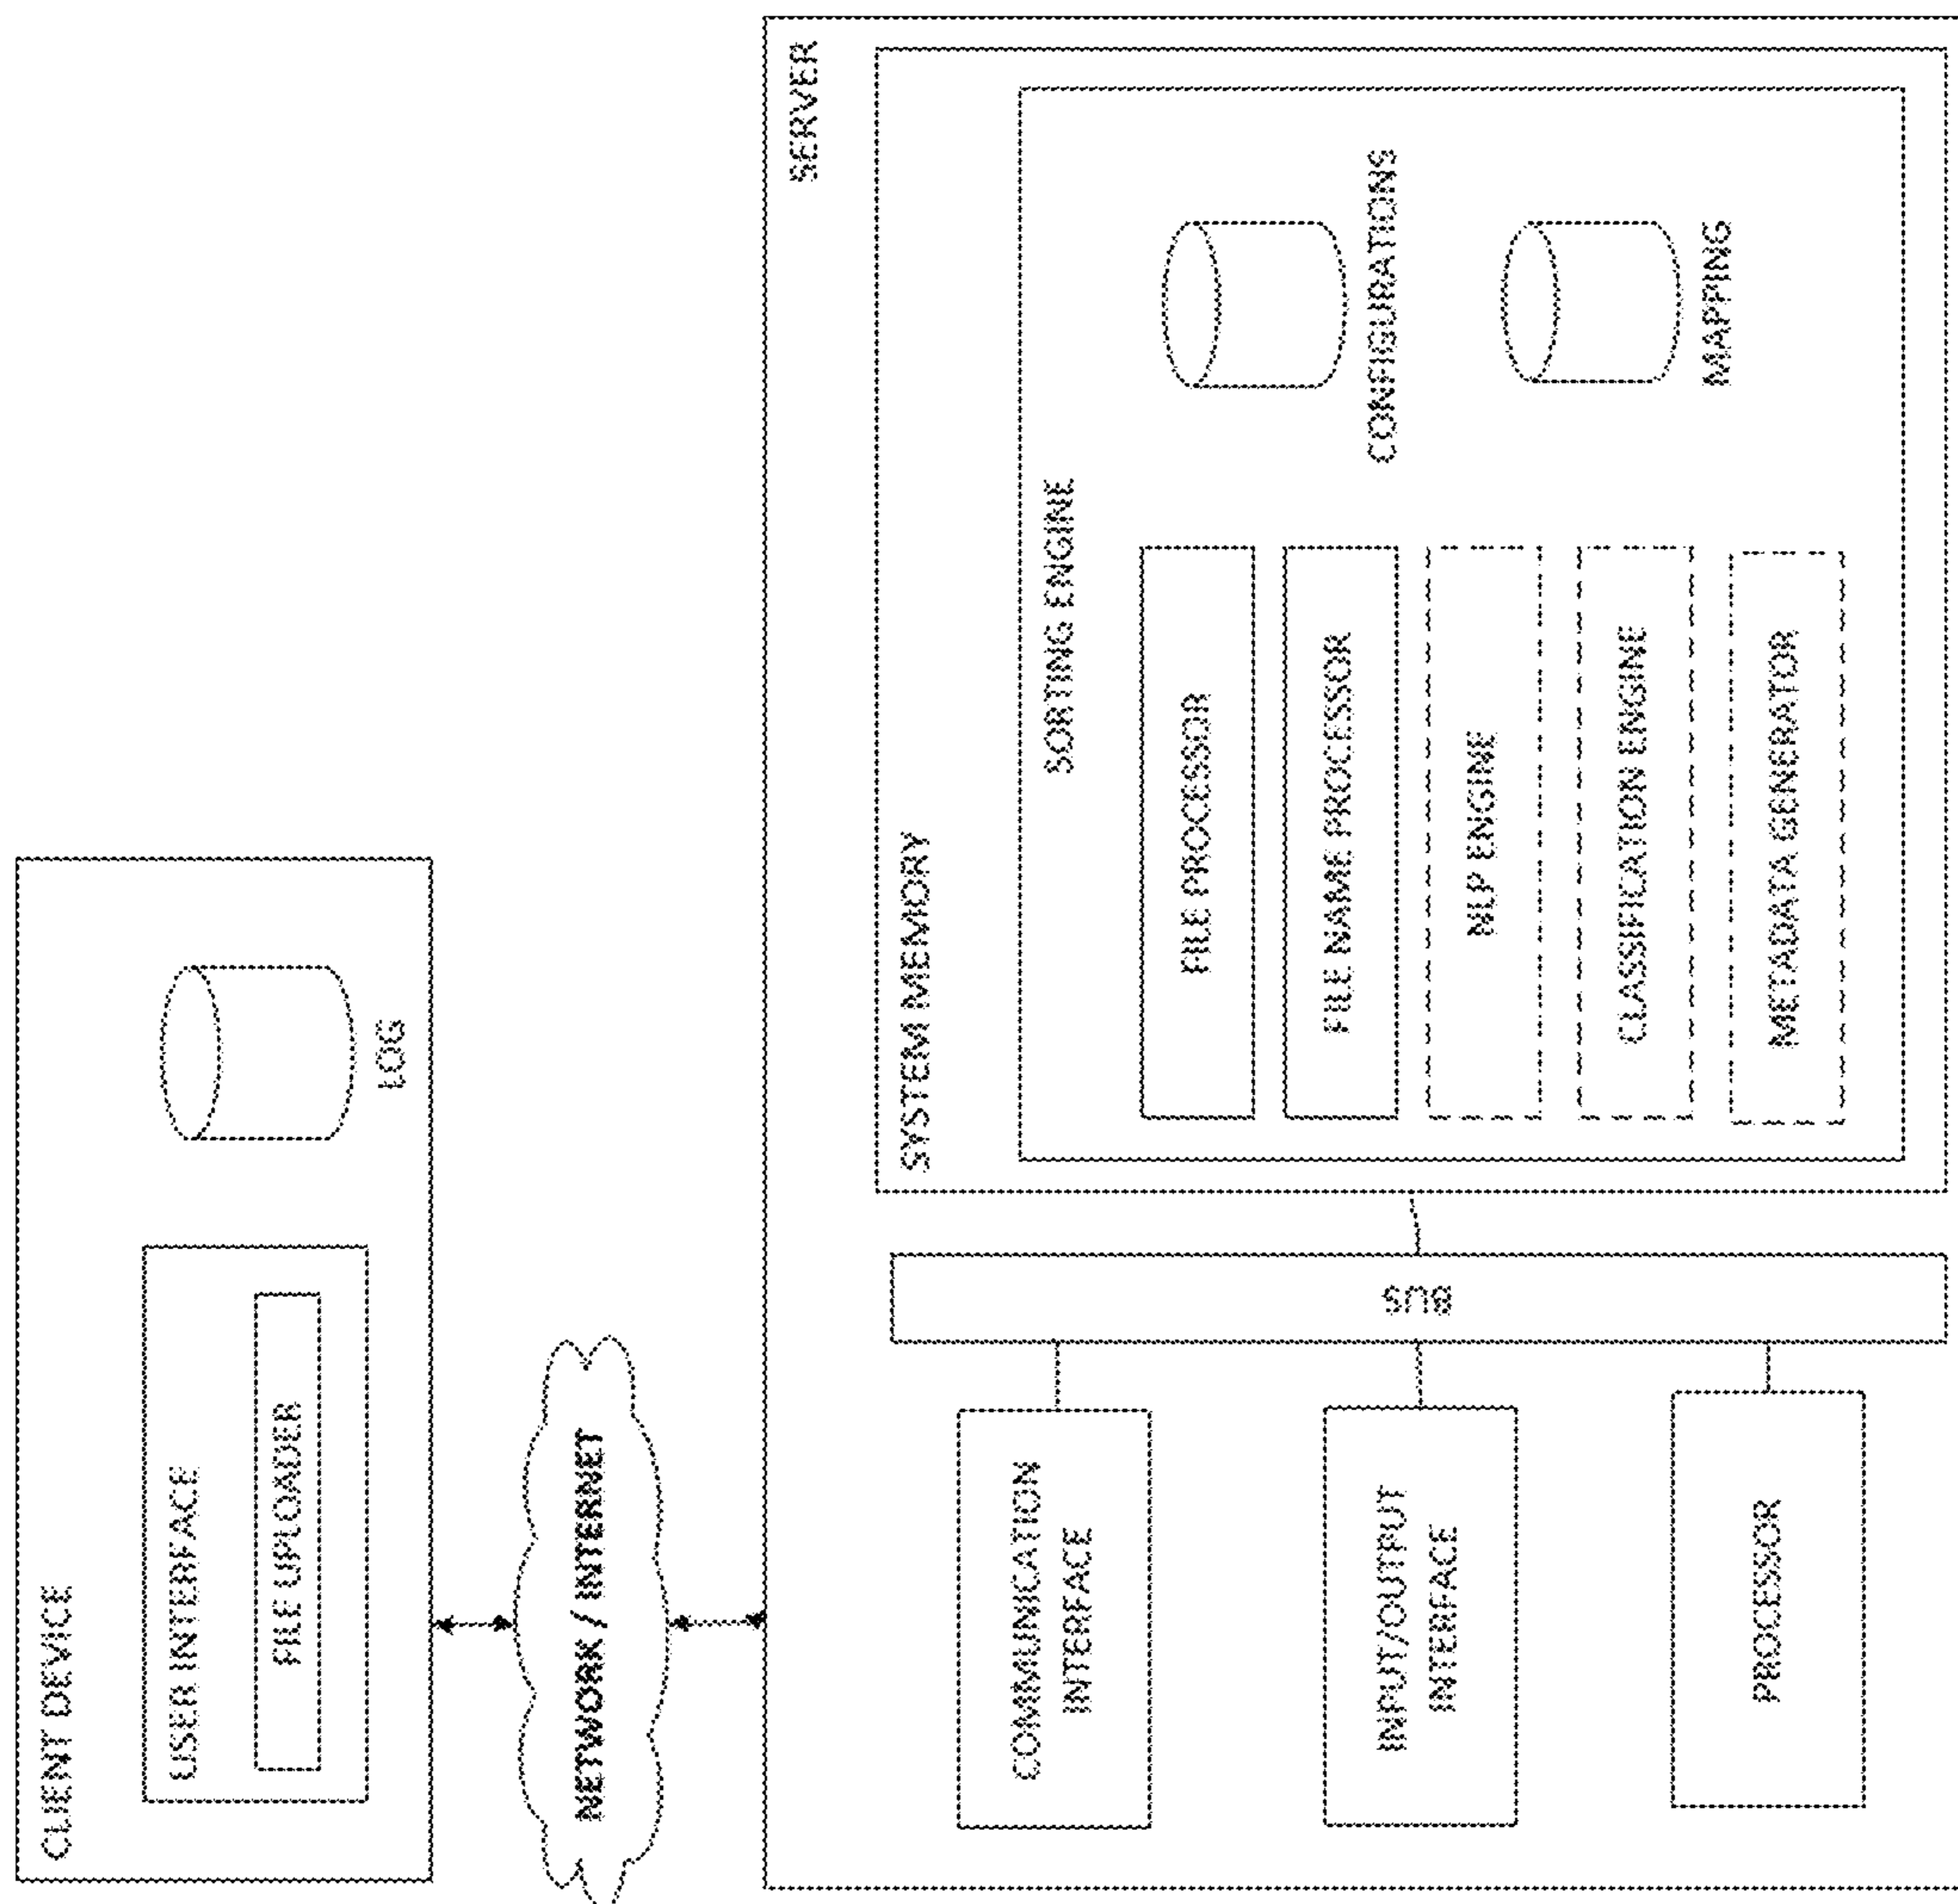 CLIENT DEVICE
USER INTERFACE
FILE UPLOADER
LOG
NETWORK / INTERNET
SERVER
COMMUNICATION
INTERFACE
INPUT/OUTPUT
INTERFACE
PROCESSOR
BUS
SYSTEM MEMORY
SORTING ENGINE
FILE PROCESSOR
FILE NAME PROCESSOR
NLP ENGINE
CLASSIFICATION ENGINE
METADATA GENERATOR
CONFIGURATIONS
MAPPING